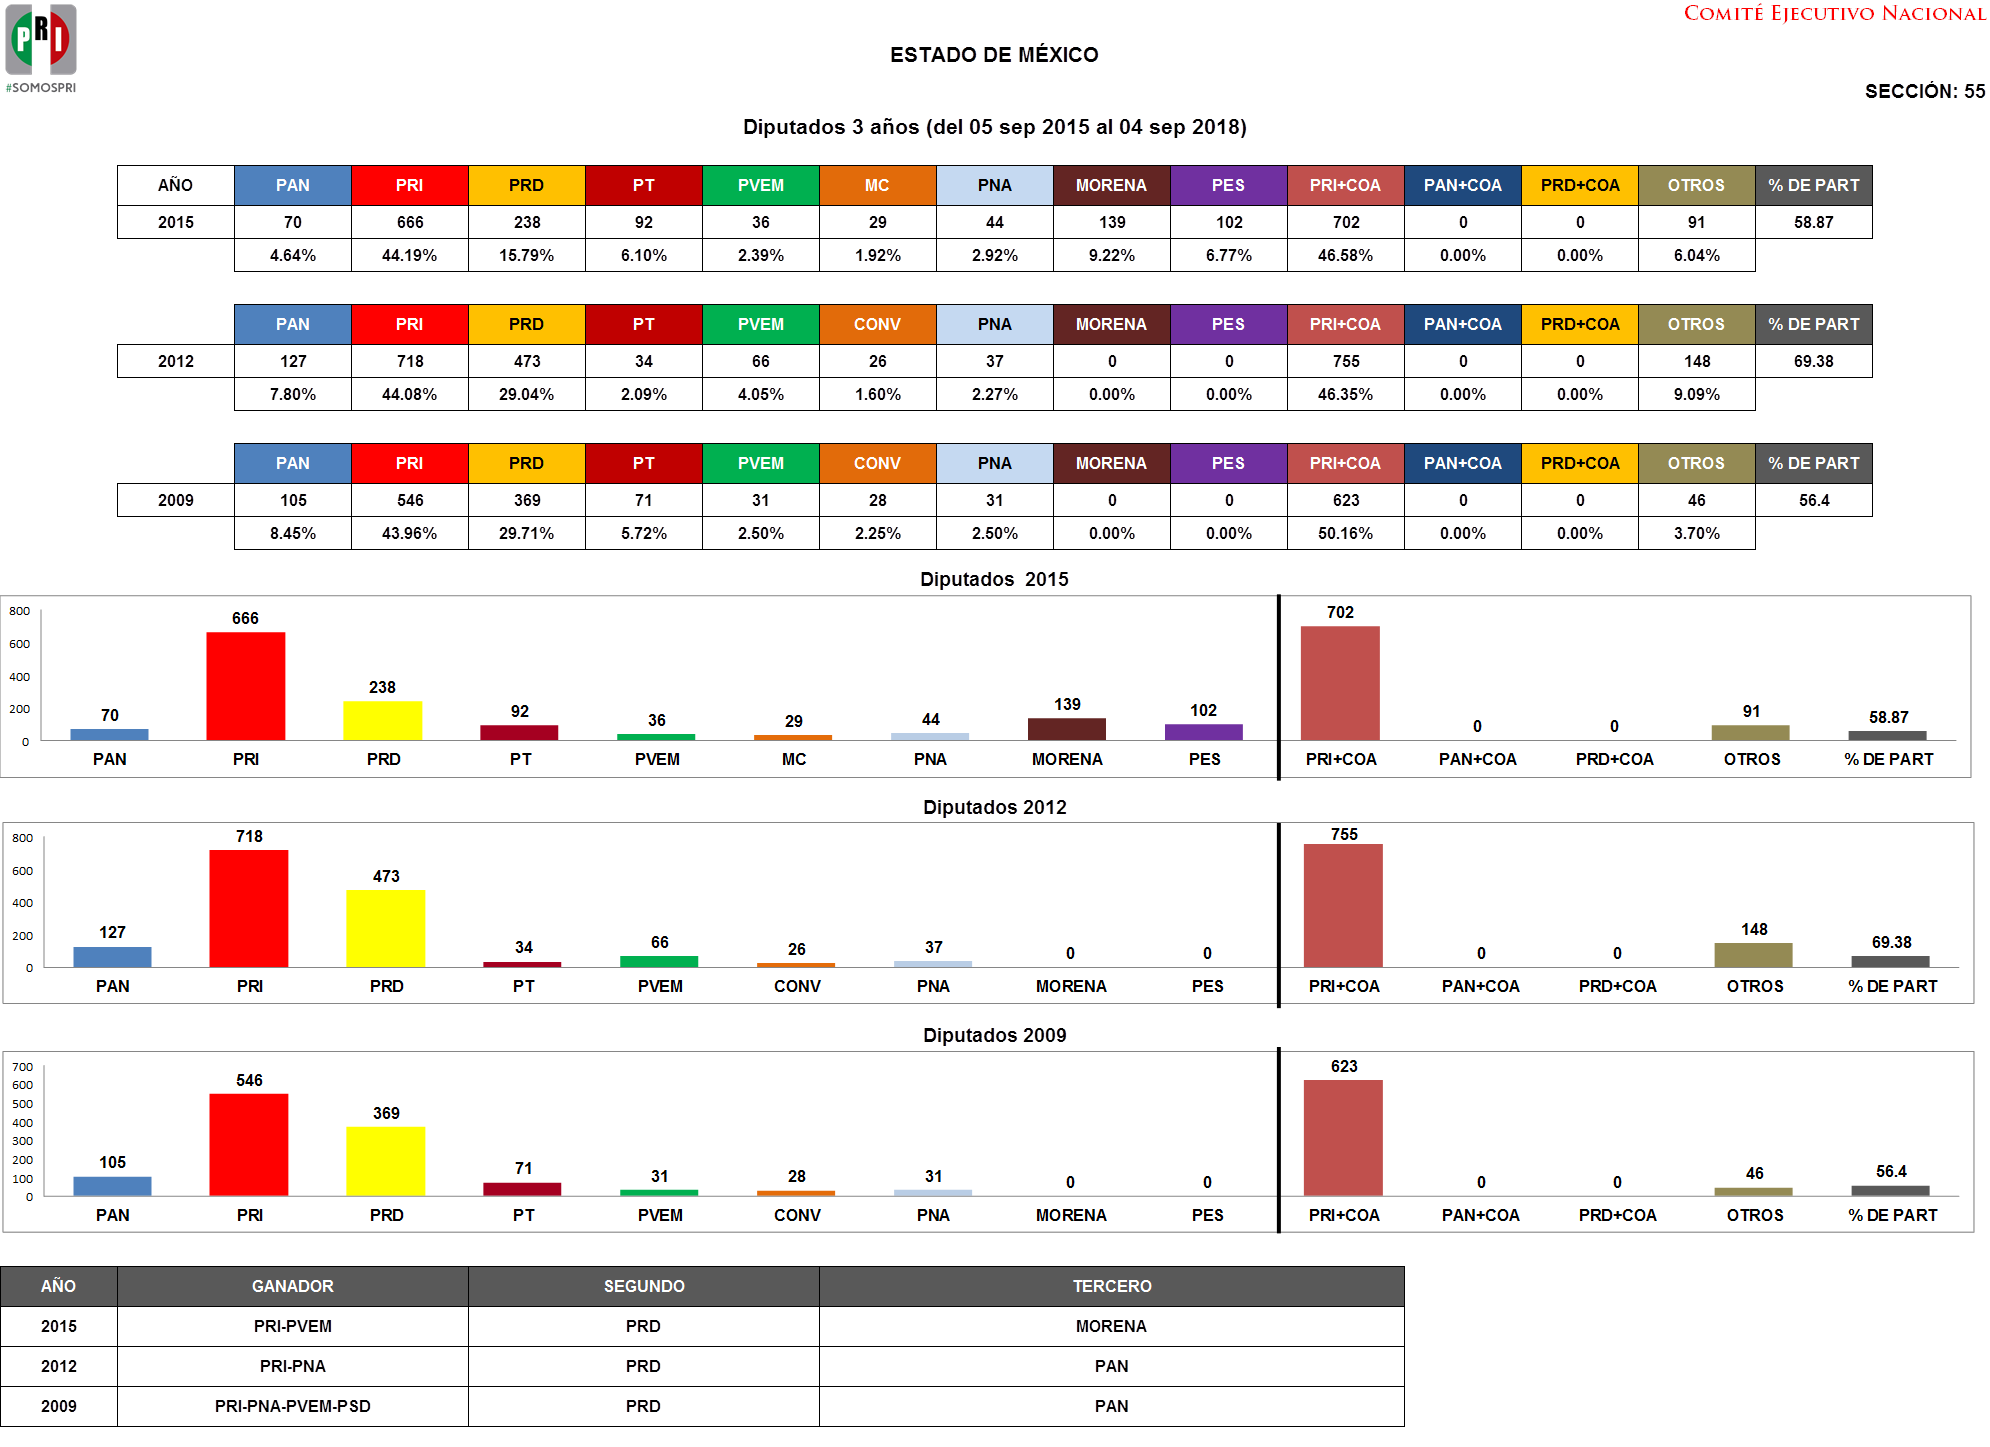 PRI
#SOMOSPRI
COMITÉ EJECUTIVO NACIONAL
ESTADO DE MÉXICO
SECCIÓN: 55
Diputados 3 años (del 05 sep 2015 al 04 sep 2018)
AÑO PAN PRI PRD PT PVEM MC PNA MORENA PES PRI+COA PAN+COA PRD+COA OTROS % DE PART
2015 70 666 238 92 36 29 44 139 102 702 0 0 91 58.87
4.64% 44.19% 15.79% 6.10% 2.39% 1.92% 2.92% 9.22% 6.77% 46.58% 0.00% 0.00% 6.04%
PAN PRI PRD PT PVEM CONV PNA MORENA PES PRI+COA PAN+COA PRD+COA OTROS % DE PART
2012 127 718 473 34 66 26 37 0 0 755 0 0 148 69.38
7.80% 44.08% 29.04% 2.09% 4.05% 1.60% 2.27% 0.00% 0.00% 46.35% 0.00% 0.00% 9.09%
PAN PRI PRD PT PVEM CONV PNA MORENA PES PRI+COA PAN+COA PRD+COA OTROS % DE PART
2009 105 546 369 71 31 28 31 0 0 623 0 0 46 56.4
8.45% 43.96% 29.71% 5.72% 2.50% 2.25% 2.50% 0.00% 0.00% 50.16% 0.00% 0.00% 3.70%
Diputados 2015
800
600
400
200
0
70 666 238 92 36 29 44 139 102 702 0 0 91 58.87
PAN PRI PRD PT PVEM MC PNA MORENA PES PRI+COA PAN+COA PRD+COA OTROS % DE PART
Diputados 2012
800
600
400
200
0
127 718 473 34 66 26 37 0 0 755 0 0 148 69.38
PAN PRI PRD PT PVEM CONV PNA MORENA PES PRI+COA PAN+COA PRD+COA OTROS % DE PART
Diputados 2009
700
600
500
400
300
200
100
0
105 546 369 71 31 28 31 0 0 623 0 0 46 56.4
PAN PRI PRD PT PVEM CONV PNA MORENA PES PRI+COA PAN+COA PRD+COA OTROS % DE PART
AÑO GANADOR SEGUNDO TERCERO
2015 PRI-PVEM PRD MORENA
2012 PRI-PNA PRD PAN
2009 PRI-PNA-PVEM-PSD PRD PAN